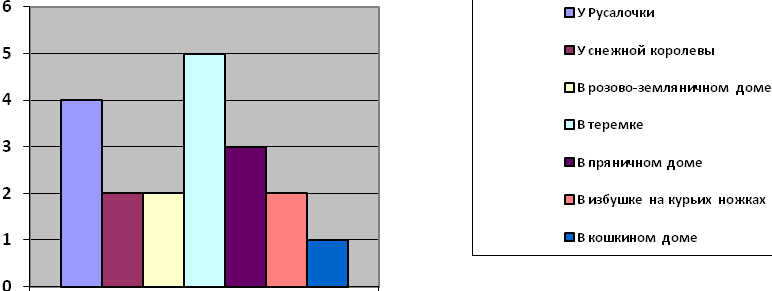 6
5
4
3
2
1
0
У Русалочки
У снежной королевы
В розово-земляничном доме
В теремке
В пряничном доме
В избушке на курьих ножках
В кошкином доме